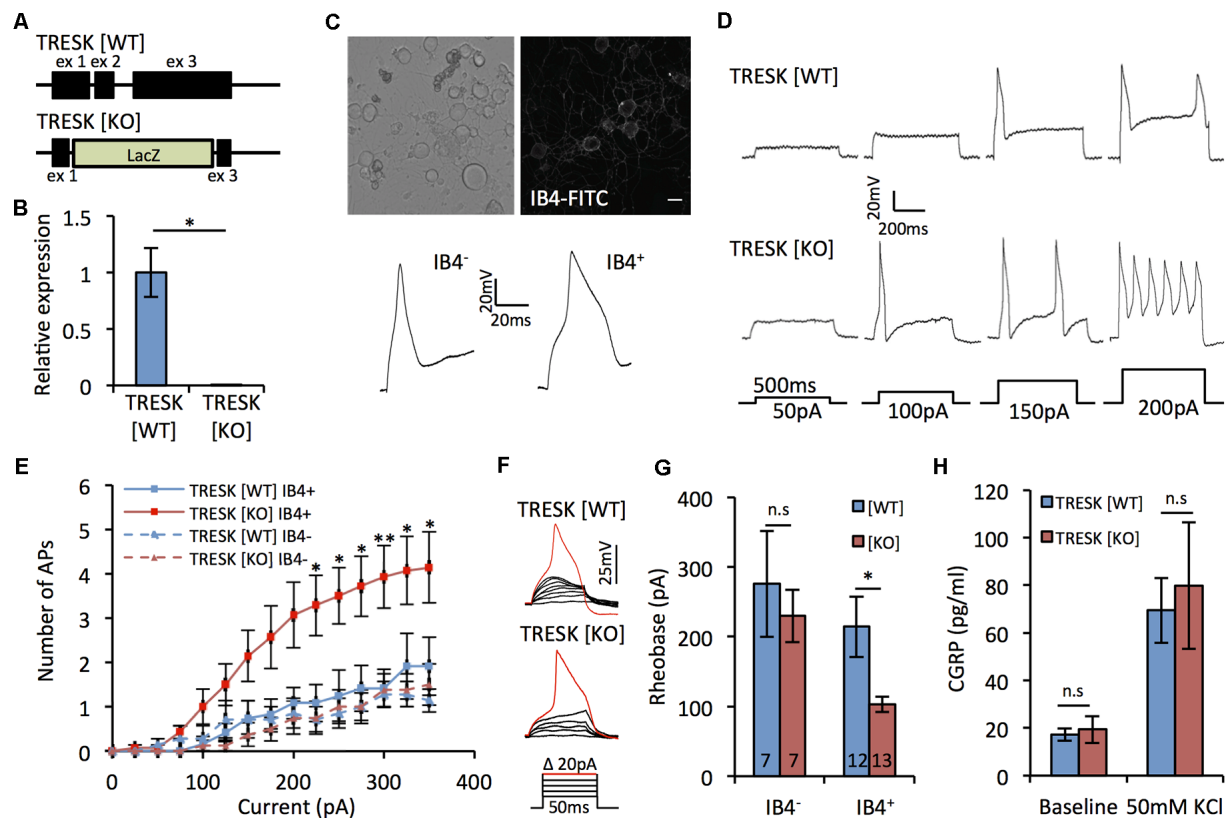 A
TRESK [WT]
ex 1 ex 2 ex 3
TRESK [KO]
LacZ
ex 1 ex 3
B
Relative expression
1.5
1
0.5
0
*
TRESK [WT]
TRESK [KO]
C
IB4-FITC
IB4-
IB4+
20mV
20ms
D
TRESK [WT]
20mV
200ms
TRESK [KO]
500ms
50pA
100pA
150pA
200pA
E
Number of APs
6
5
4
3
2
1
0
TRESK [WT] IB4+
TRESK [KO] IB4+
TRESK [WT] IB4-
TRESK [KO] IB4-
* * * ** * *
0 100 200 300 400
Current (pA)
F
TRESK [WT]
25mV
TRESK [KO]
Δ 20pA
50ms
G
Rheobase (pA)
400
300
200
100
0
[WT]
[KO]
n.s
*
7 7 12 13
IB4-
IB4+
H
CGRP (pg/ml)
120
100
80
60
40
20
0
TRESK [WT]
TRESK [KO]
n.s
n.s
Baseline 50mM KCl